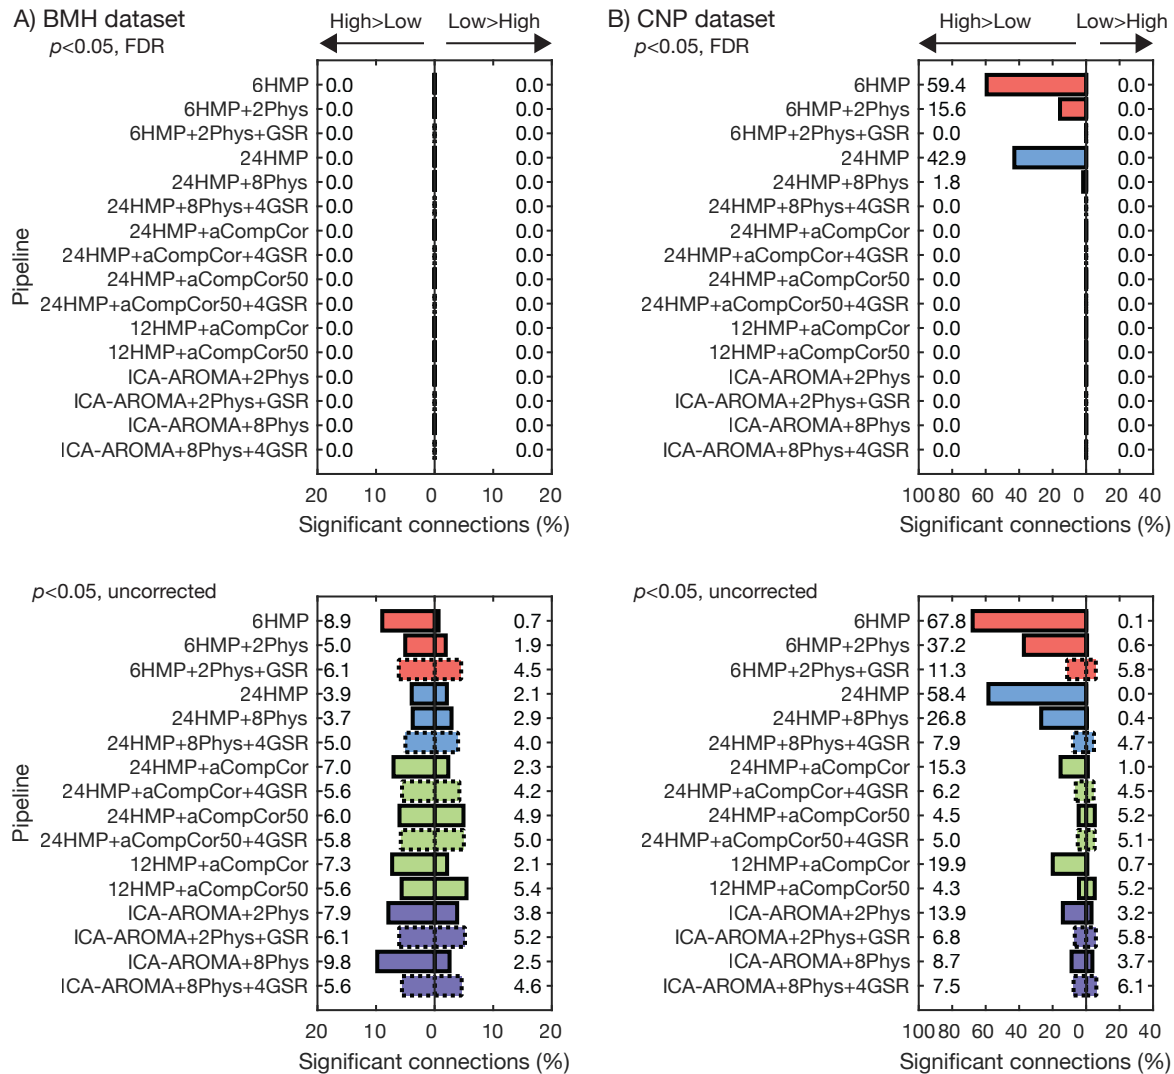 A) BMH dataset
High>Low Low>High
p<0.05, FDR
Pipeline
6HMP 0.0 0.0
6HMP+2Phys 0.0 0.0
6HMP+2Phys+GSR 0.0 0.0
24HMP 0.0 0.0
24HMP+8Phys 0.0 0.0
24HMP+8Phys+4GSR 0.0 0.0
24HMP+aCompCor 0.0 0.0
24HMP+aCompCor+4GSR 0.0 0.0
24HMP+aCompCor50 0.0 0.0
24HMP+aCompCor50+4GSR 0.0 0.0
12HMP+aCompCor 0.0 0.0
12HMP+aCompCor50 0.0 0.0
ICA-AROMA+2Phys 0.0 0.0
ICA-AROMA+2Phys+GSR 0.0 0.0
ICA-AROMA+8Phys 0.0 0.0
ICA-AROMA+8Phys+4GSR 0.0 0.0
20 10 0 10 20
Significant connections (%)
B) CNP dataset
High>Low Low>High
p<0.05, FDR
6HMP 59.4 0.0
6HMP+2Phys 15.6 0.0
6HMP+2Phys+GSR 0.0 0.0
24HMP 42.9 0.0
24HMP+8Phys 1.8 0.0
24HMP+8Phys+4GSR 0.0 0.0
24HMP+aCompCor 0.0 0.0
24HMP+aCompCor+4GSR 0.0 0.0
24HMP+aCompCor50 0.0 0.0
24HMP+aCompCor50+4GSR 0.0 0.0
12HMP+aCompCor 0.0 0.0
12HMP+aCompCor50 0.0 0.0
ICA-AROMA+2Phys 0.0 0.0
ICA-AROMA+2Phys+GSR 0.0 0.0
ICA-AROMA+8Phys 0.0 0.0
ICA-AROMA+8Phys+4GSR 0.0 0.0
100 80 60 40 20 0 20 40
Significant connections (%)
p<0.05, uncorrected
Pipeline
6HMP 8.9 0.7
6HMP+2Phys 5.0 1.9
6HMP+2Phys+GSR 6.1 4.5
24HMP 3.9 2.1
24HMP+8Phys 3.7 2.9
24HMP+8Phys+4GSR 5.0 4.0
24HMP+aCompCor 7.0 2.3
24HMP+aCompCor+4GSR 5.6 4.2
24HMP+aCompCor50 6.0 4.9
24HMP+aCompCor50+4GSR 5.8 5.0
12HMP+aCompCor 7.3 2.1
12HMP+aCompCor50 5.6 5.4
ICA-AROMA+2Phys 7.9 3.8
ICA-AROMA+2Phys+GSR 6.1 5.2
ICA-AROMA+8Phys 9.8 2.5
ICA-AROMA+8Phys+4GSR 5.6 4.6
20 10 0 10 20
Significant connections (%)
p<0.05, uncorrected
6HMP 67.8 0.1
6HMP+2Phys 37.2 0.6
6HMP+2Phys+GSR 11.3 5.8
24HMP 58.4 0.0
24HMP+8Phys 26.8 0.4
24HMP+8Phys+4GSR 7.9 4.7
24HMP+aCompCor 15.3 1.0
24HMP+aCompCor+4GSR 6.2 4.5
24HMP+aCompCor50 4.5 5.2
24HMP+aCompCor50+4GSR 5.0 5.1
12HMP+aCompCor 19.9 0.7
12HMP+aCompCor50 4.3 5.2
ICA-AROMA+2Phys 13.9 3.2
ICA-AROMA+2Phys+GSR 6.8 5.8
ICA-AROMA+8Phys 8.7 3.7
ICA-AROMA+8Phys+4GSR 7.5 6.1
100 80 60 40 20 0 20 40
Significant connections (%)